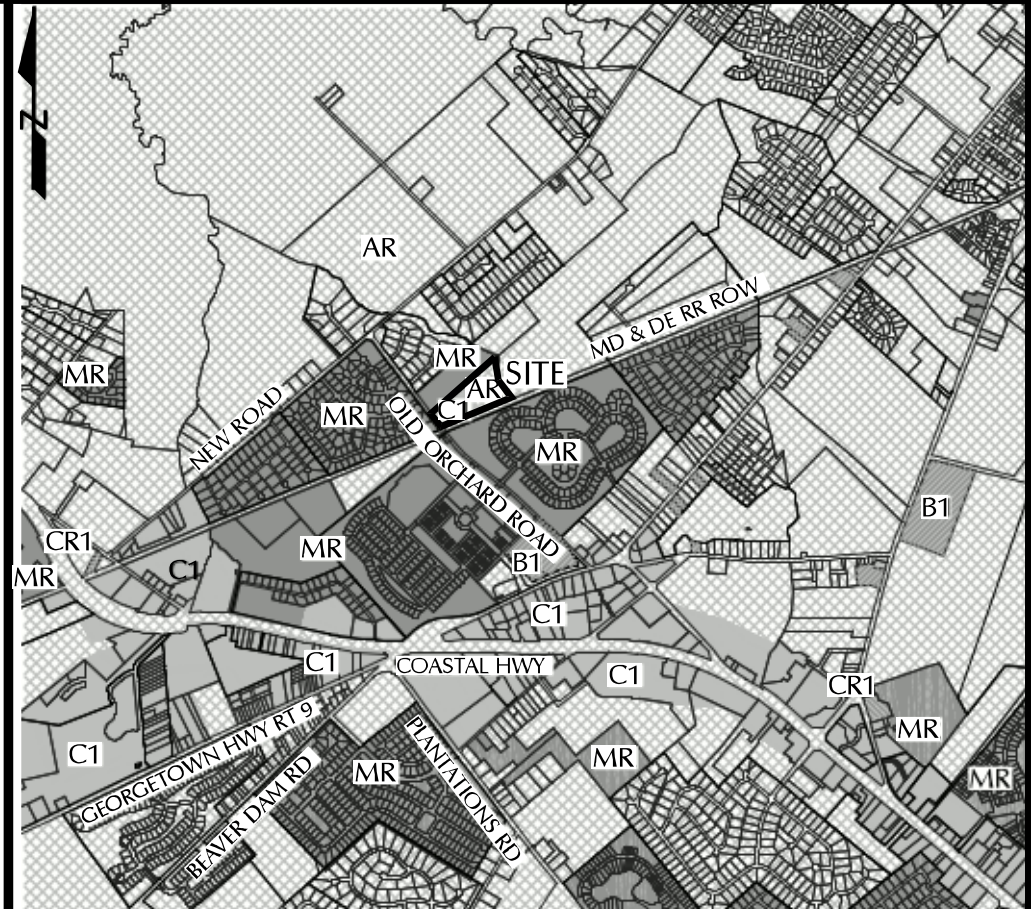 N
AR
MD & DE RR ROW
MR
SITE
AR
C1
MR
NEW ROAD
MR
OLD ORCHARD ROAD
MR
B1
CR1
MR
B1
MR
C1
C1
C1
COASTAL HWY
C1
CR1
MR
GEORGETOWN HWY RT 9
C1
BEAVER DAM RD
MR
PLANTATIONS RD
MR
MR